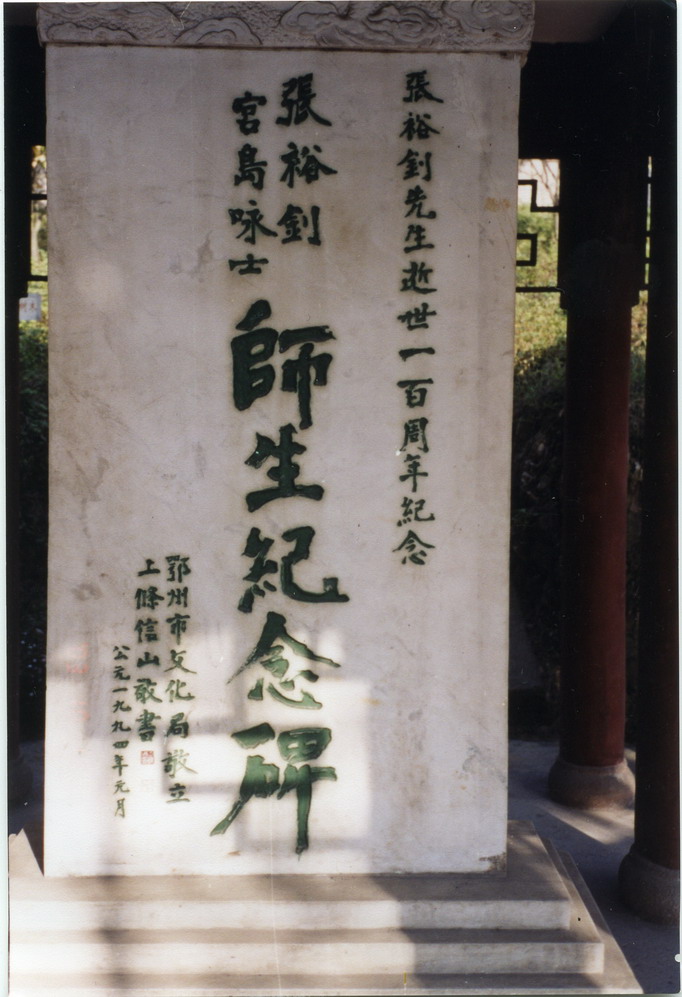 張裕釗先生逝世一百周年紀念
張裕釗
宮島咏士
師生紀念碑
鄂州市文化局敬立
上條信山敬書
公元一九九四年元月